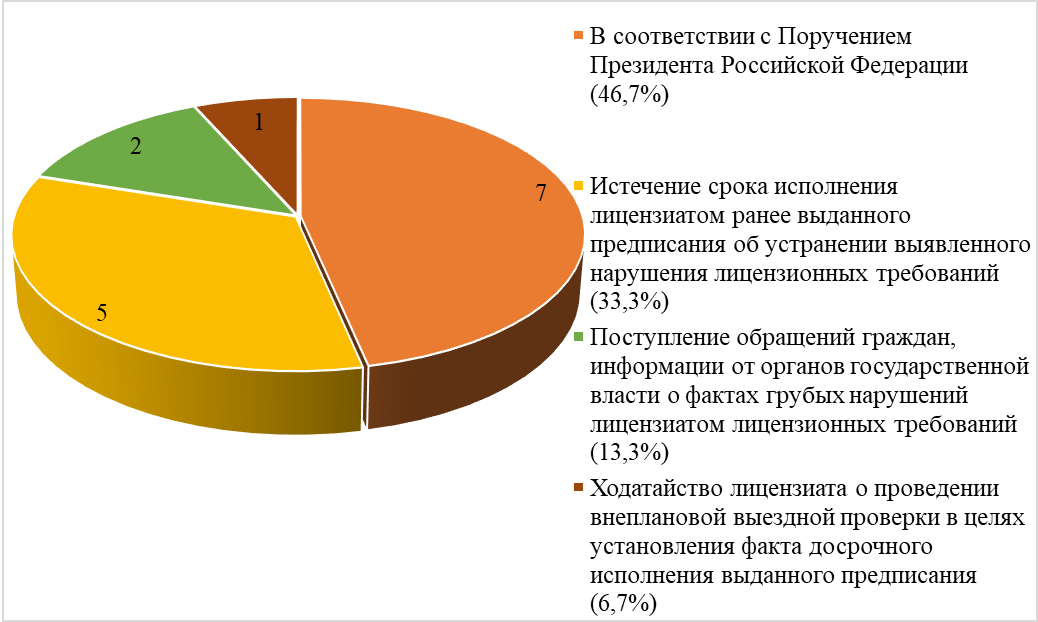 В соответствии с Поручением
Президента Российской Федерации
(46,7%)
Истечение срока исполнения
лицензиатом ранее выданного
предписания об устранении выявленного
нарушения лицензионных требований
(33,3%)
Поступление обращений граждан,
информации от органов государственной
власти о фактах грубых нарушений
лицензиатом лицензионных требований
(13,3%)
Ходатайство лицензиата о проведении
внеплановой выездной проверки в целях
установления факта досрочного
исполнения выданного предписания
(6,7%)
1
2
7
5